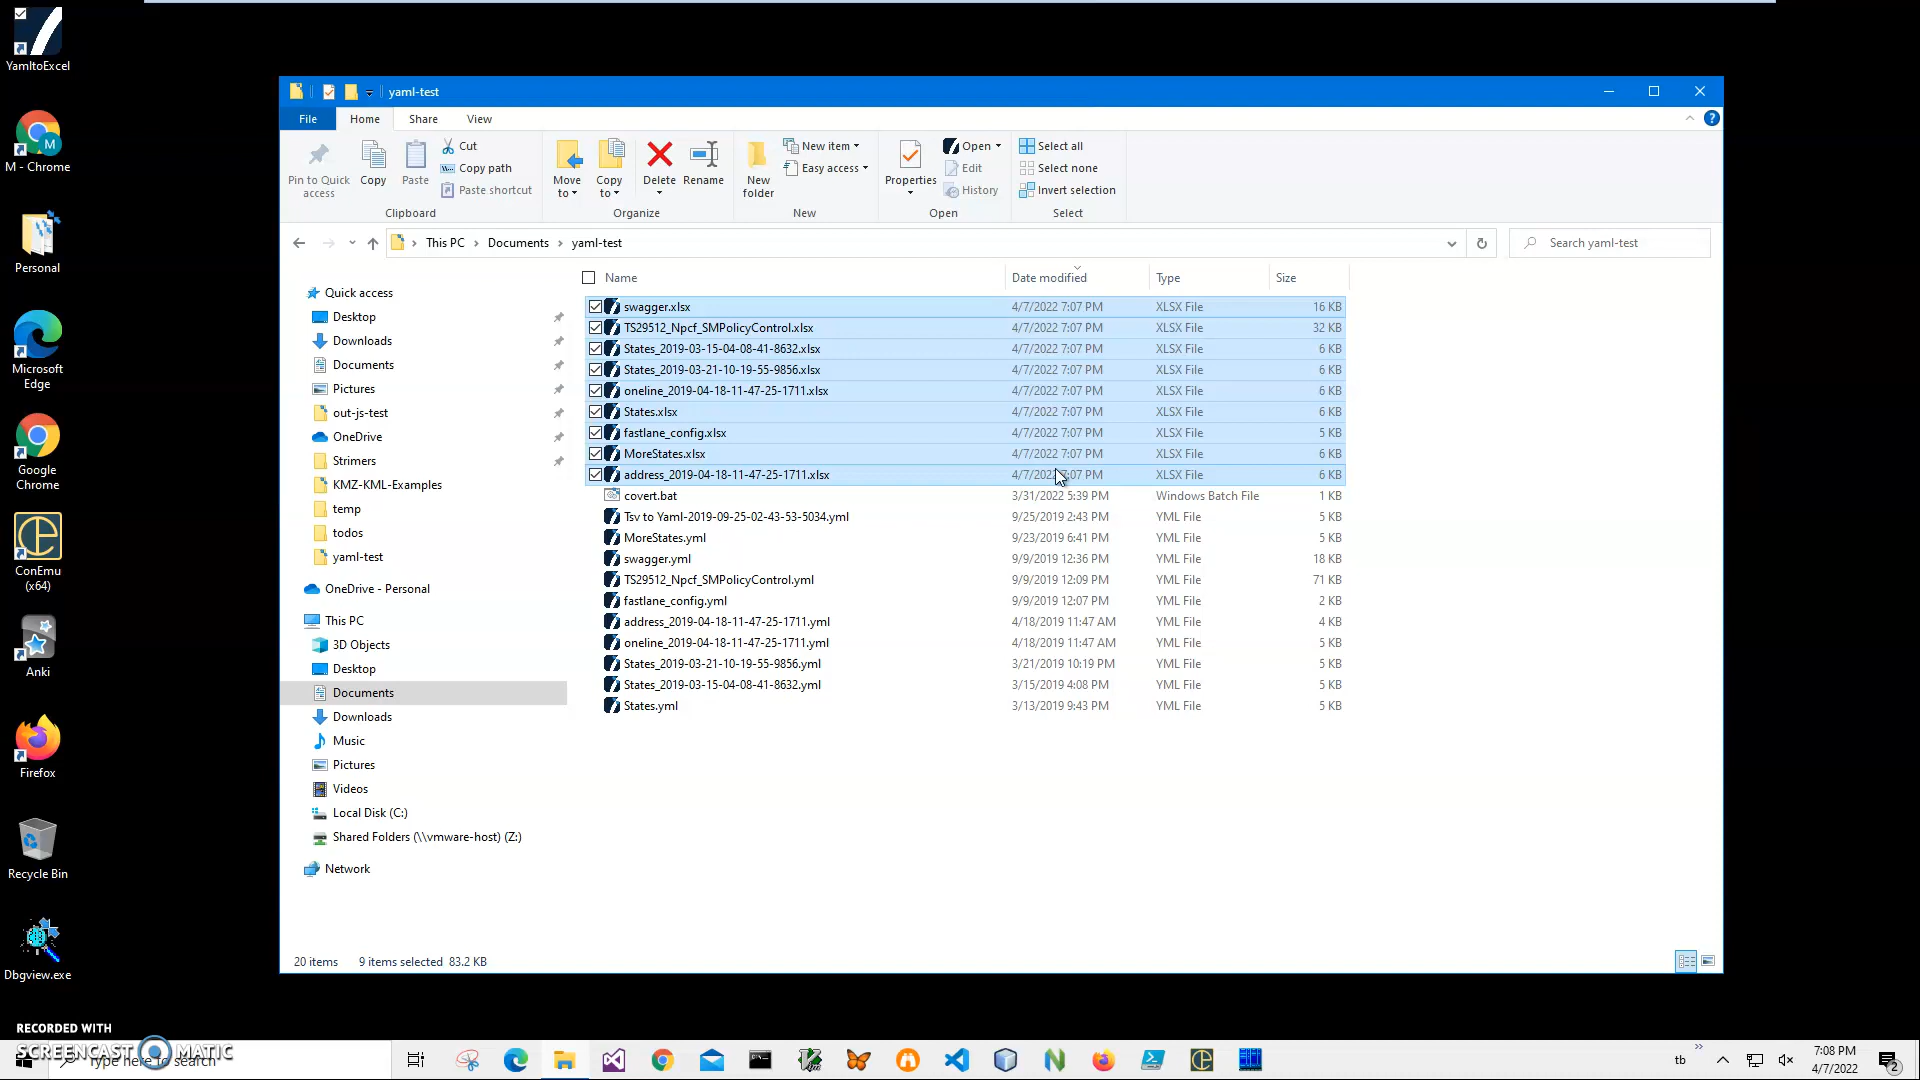 YamltoExcel
M - Chrome
Personal
Microsoft
Edge
Google
Chrome
ConEmu
(x64)
Anki
Firefox
Recycle Bin
Dbgview.exe
yaml-test
File Home Share View
Pin to Quick
access
Copy
Paste
Cut
Copy path
Paste shortcut
Clipboard
Move
to
Copy
to
Delete
Rename
Organize
New
folder
New item
Easy access
New
Properties
Open
Edit
History
Open
Select all
Select none
Invert selection
Select
This PC > Documents > yaml-test
Search yaml-test
Quick access
Desktop
Downloads
Documents
Pictures
out-js-test
OneDrive
Strimers
KMZ-KML-Examples
temp
todos
yaml-test
OneDrive - Personal
This PC
3D Objects
Desktop
Documents
Downloads
Music
Pictures
Videos
Local Disk (C:)
Shared Folders (\\vmware-host) (Z:)
Network
Name Date modified Type Size
swagger.xlsx 4/7/2022 7:07 PM XLSX File 16 KB
TS29512_Npcf_SMPolicyControl.xlsx 4/7/2022 7:07 PM XLSX File 32 KB
States_2019-03-15-04-08-41-8632.xlsx 4/7/2022 7:07 PM XLSX File 6 KB
States_2019-03-21-10-19-55-9856.xlsx 4/7/2022 7:07 PM XLSX File 6 KB
oneline_2019-04-18-11-47-25-1711.xlsx 4/7/2022 7:07 PM XLSX File 6 KB
States.xlsx 4/7/2022 7:07 PM XLSX File 6 KB
fastlane_config.xlsx 4/7/2022 7:07 PM XLSX File 5 KB
MoreStates.xlsx 4/7/2022 7:07 PM XLSX File 6 KB
address_2019-04-18-11-47-25-1711.xlsx 4/7/2022 7:07 PM XLSX File 6 KB
covert.bat 3/31/2022 5:39 PM Windows Batch File 1 KB
Tsv to Yaml-2019-09-25-02-43-53-5034.yml 9/25/2019 2:43 PM YML File 5 KB
MoreStates.yml 9/23/2019 6:41 PM YML File 5 KB
swagger.yml 9/9/2019 12:36 PM YML File 18 KB
TS29512_Npcf_SMPolicyControl.yml 9/9/2019 12:09 PM YML File 71 KB
fastlane_config.yml 9/9/2019 12:07 PM YML File 2 KB
address_2019-04-18-11-47-25-1711.yml 4/18/2019 11:47 AM YML File 4 KB
oneline_2019-04-18-11-47-25-1711.yml 4/18/2019 11:47 AM YML File 5 KB
States_2019-03-21-10-19-55-9856.yml 3/21/2019 10:19 PM YML File 5 KB
States_2019-03-15-04-08-41-8632.yml 3/15/2019 4:08 PM YML File 5 KB
States.yml 3/13/2019 9:43 PM YML File 5 KB
20 items 9 items selected 83.2 KB
RECORDED WITH
SCREENCAST MATIC
Type here to search
tb
7:08 PM
4/7/2022
2